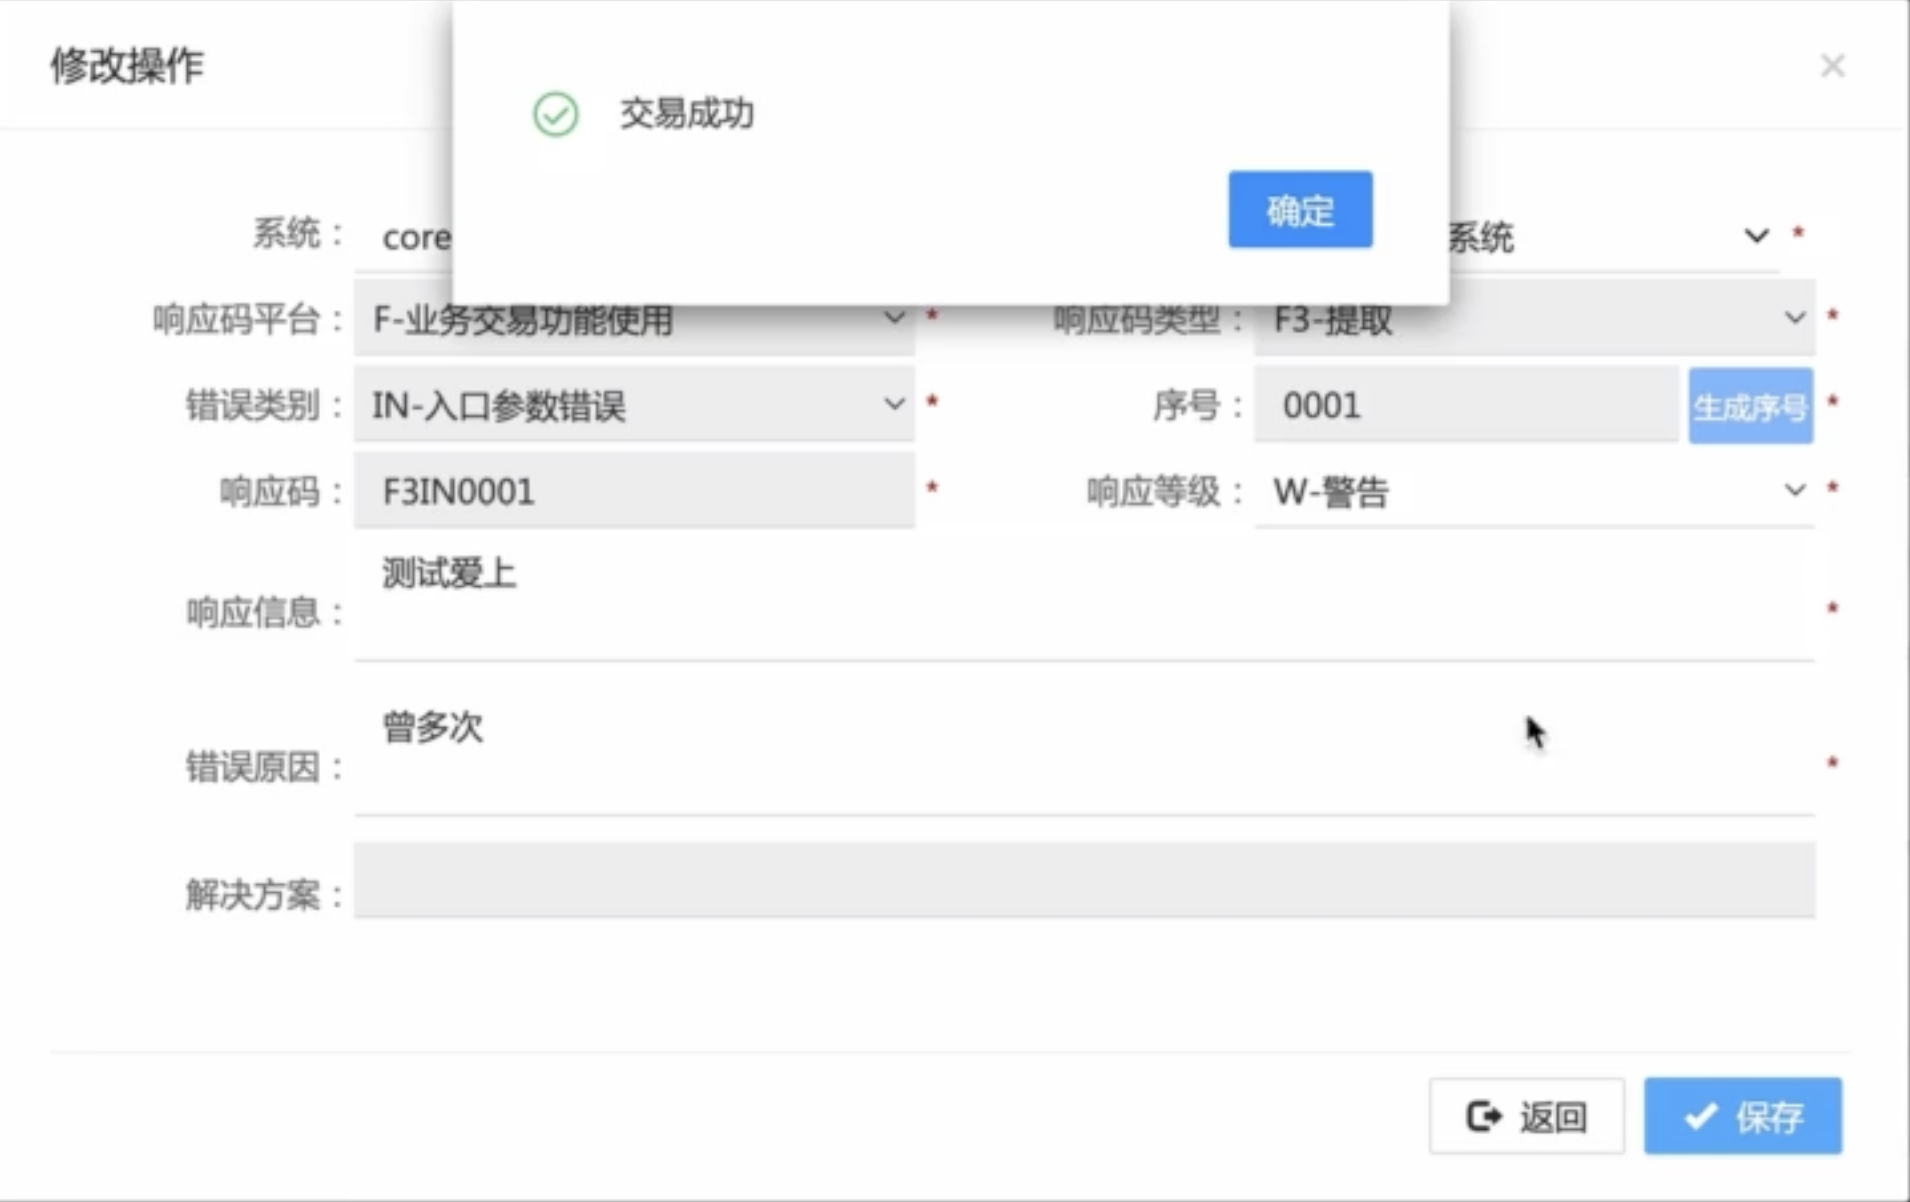 修改操作
交易成功
确定
系统： core
系统 *
响应码平台： F-业务交易功能使用 *
响应码类型： F3-提取 *
错误类别： IN-入口参数错误 *
序号： 0001 生成序号 *
响应码： F3IN0001 *
响应等级： W-警告 *
响应信息： 测试爱上 *
错误原因： 曾多次 *
解决方案：
返回 保存